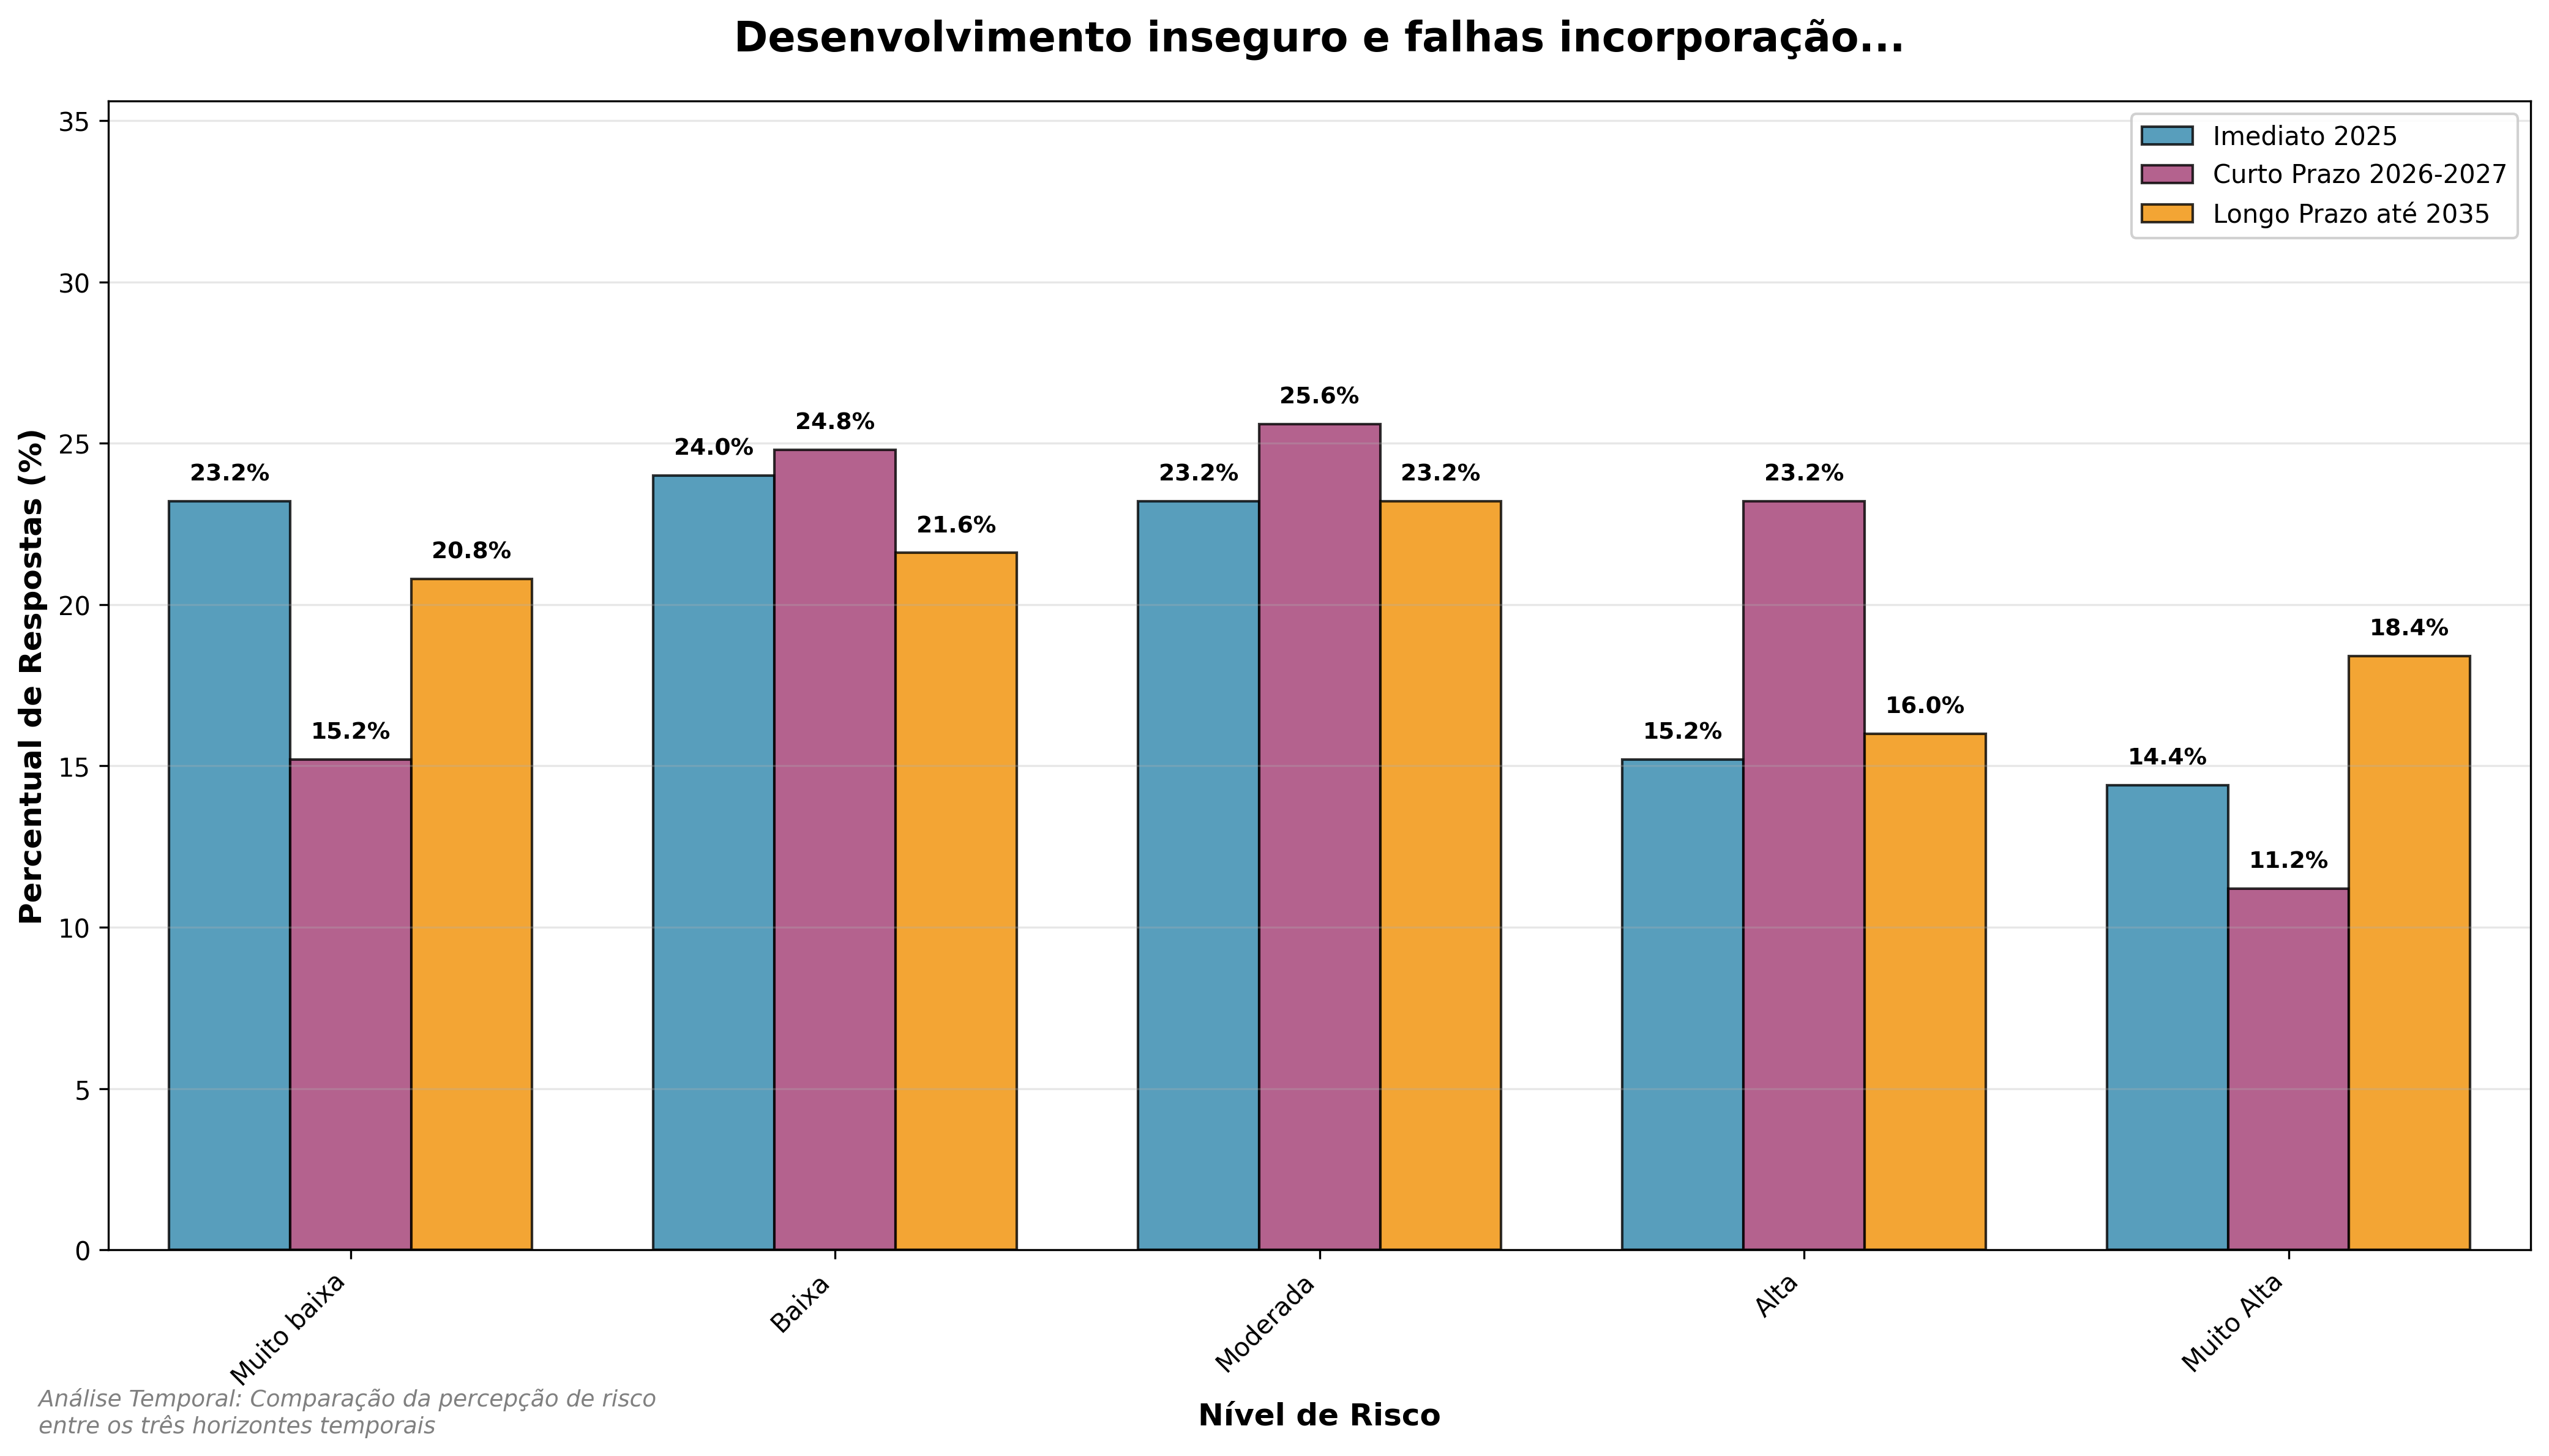 Desenvolvimento inseguro e falhas incorporação...
Percentual de Respostas (%)
35
30
25
20
15
10
5
0
Imediato 2025
Curto Prazo 2026-2027
Longo Prazo até 2035
23.2%
15.2%
20.8%
24.0%
24.8%
21.6%
23.2%
25.6%
23.2%
15.2%
23.2%
16.0%
14.4%
11.2%
18.4%
Muito baixa
Baixa
Moderada
Alta
Muito Alta
Nível de Risco
Análise Temporal: Comparação da percepção de risco
entre os três horizontes temporais